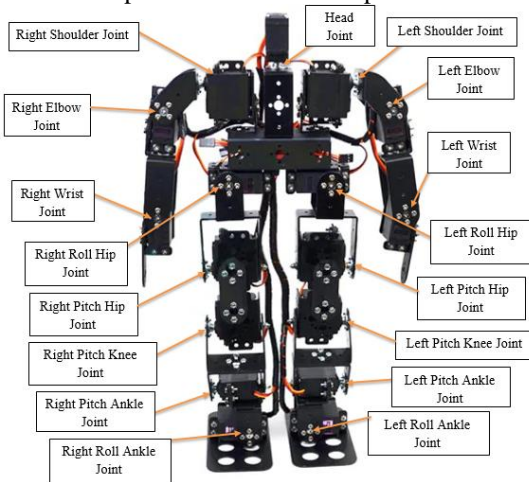 Head
Joint
Right Shoulder Joint
Left Shoulder Joint
Left Elbow
Joint
Right Elbow
Joint
Left Wrist
Joint
Right Wrist
Joint
Left Roll Hip
Joint
Right Roll Hip
Joint
Left Pitch Hip
Joint
Right Pitch Hip
Joint
Left Pitch Knee Joint
Right Pitch Knee
Joint
Left Pitch Ankle
Joint
Right Pitch Ankle
Joint
Left Roll Ankle
Joint
Right Roll Ankle
Joint